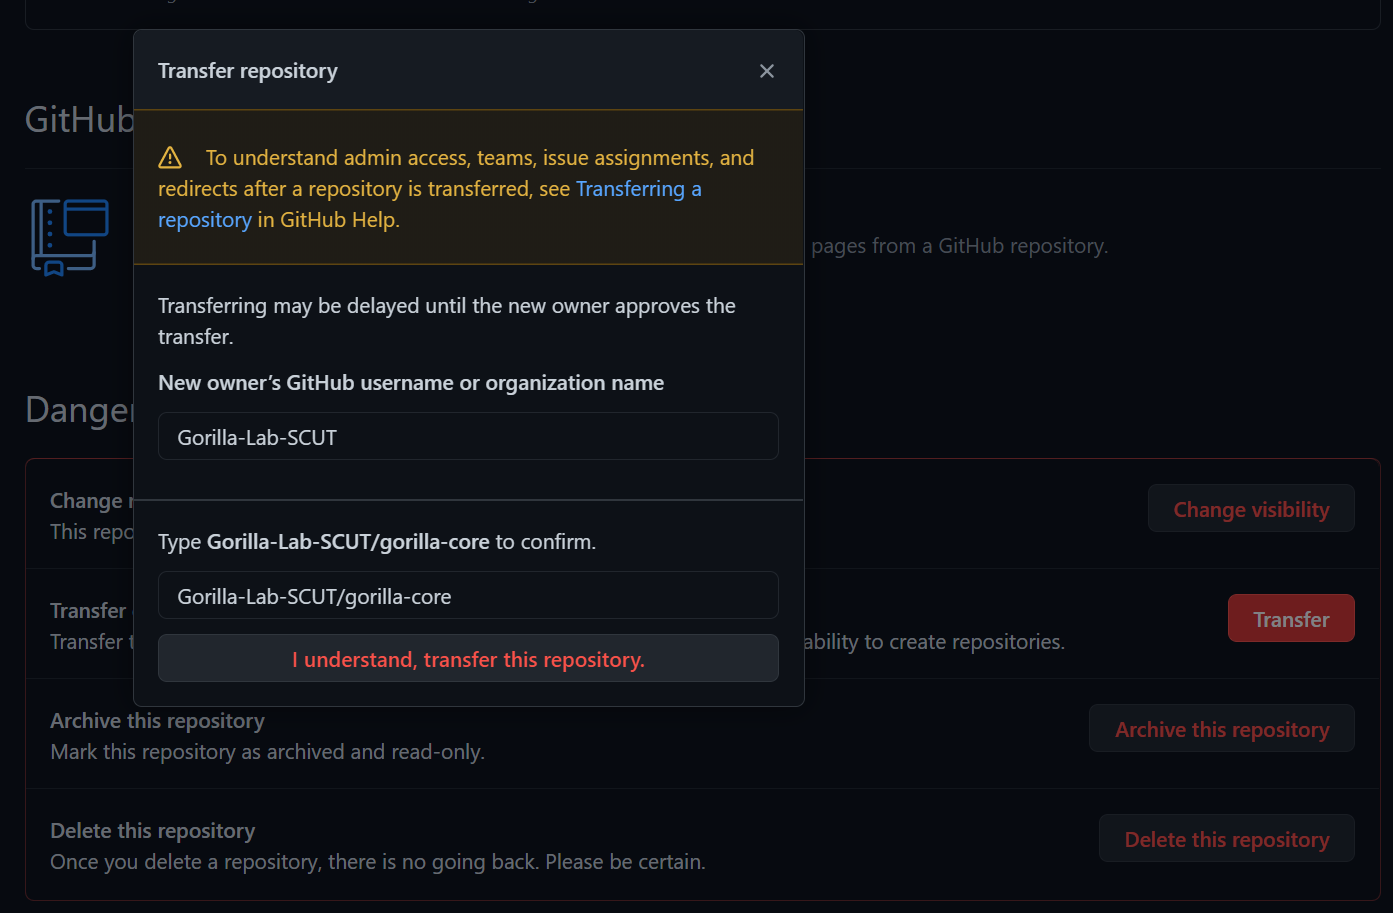 Transfer repository
GitHub
To understand admin access, teams, issue assignments, and
redirects after a repository is transferred, see Transferring a
repository in GitHub Help.
pages from a GitHub repository.
Transferring may be delayed until the new owner approves the
transfer.
New owner’s GitHub username or organization name
Danger
Gorilla-Lab-SCUT
Change
This repo
Change visibility
Type Gorilla-Lab-SCUT/gorilla-core to confirm.
Gorilla-Lab-SCUT/gorilla-core
Transfer
Transfer
Transfer
ability to create repositories.
I understand, transfer this repository.
Archive this repository
Mark this repository as archived and read-only.
Archive this repository
Delete this repository
Once you delete a repository, there is no going back. Please be certain.
Delete this repository